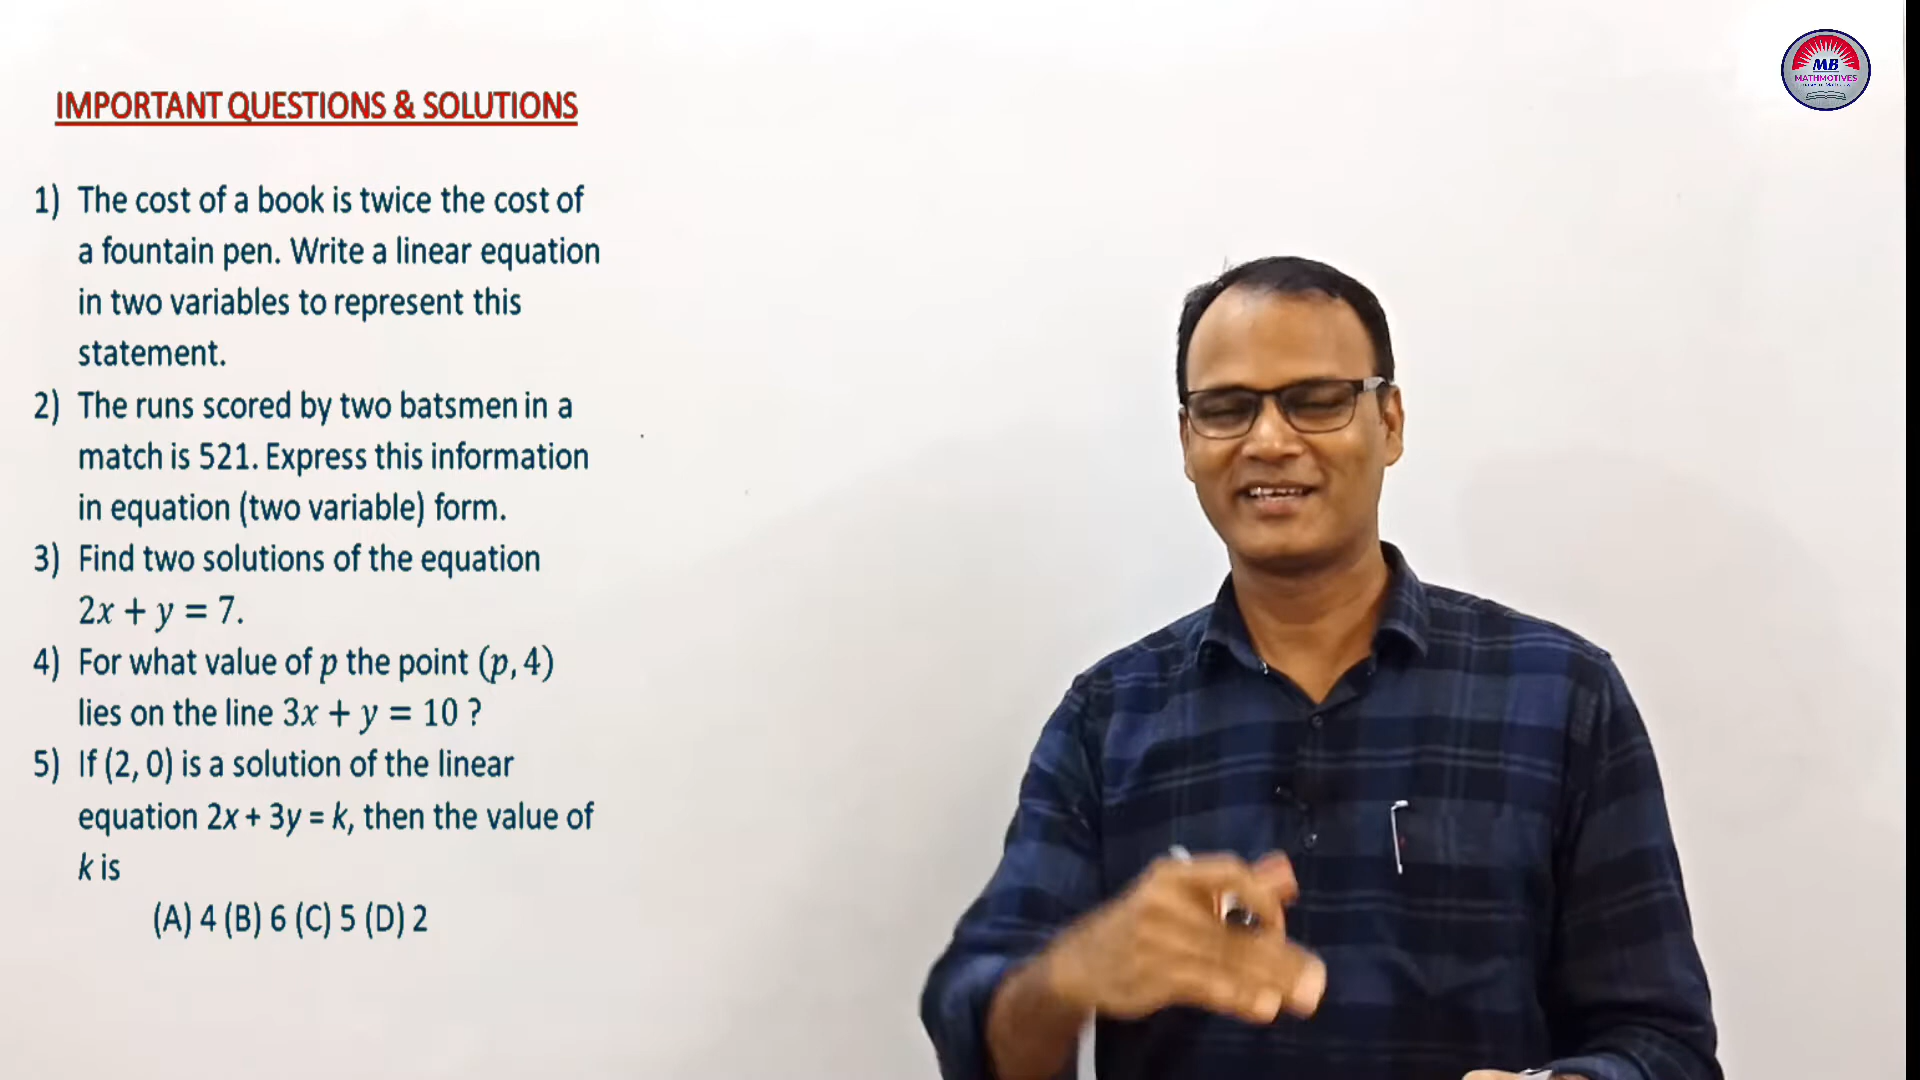 MB
MATHMOTIVES
IMPORTANT QUESTIONS & SOLUTIONS
1) The cost of a book is twice the cost of
a fountain pen. Write a linear equation
in two variables to represent this
statement.
2) The runs scored by two batsmen in a
match is 521. Express this information
in equation (two variable) form.
3) Find two solutions of the equation
2x + y = 7.
4) For what value of p the point (p, 4)
lies on the line 3x + y = 10 ?
5) If (2, 0) is a solution of the linear
equation 2x + 3y = k, then the value of
k is
(A) 4 (B) 6 (C) 5 (D) 2